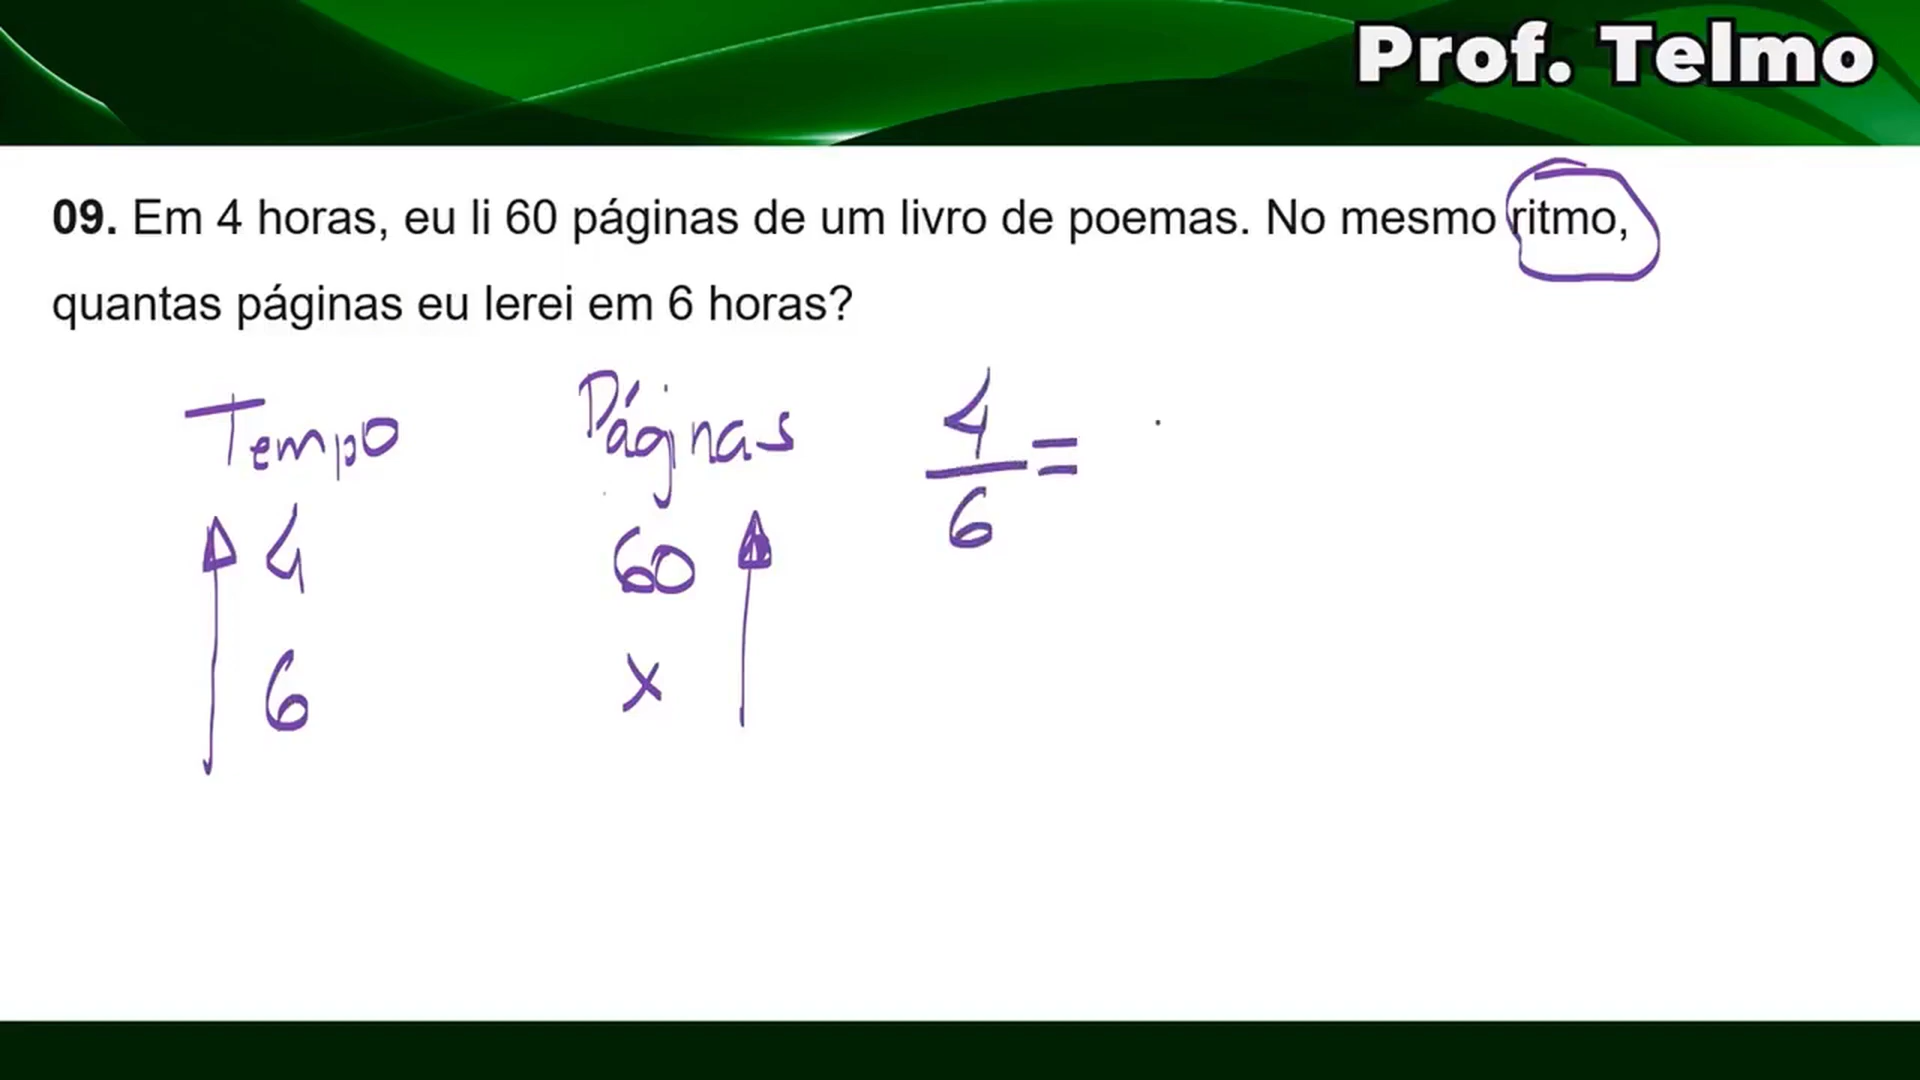 Prof. Telmo
09. Em 4 horas, eu li 60 páginas de um livro de poemas. No mesmo ritmo,
quantas páginas eu lerei em 6 horas?
Tempo Páginas
4 60
6 x
4
6 =